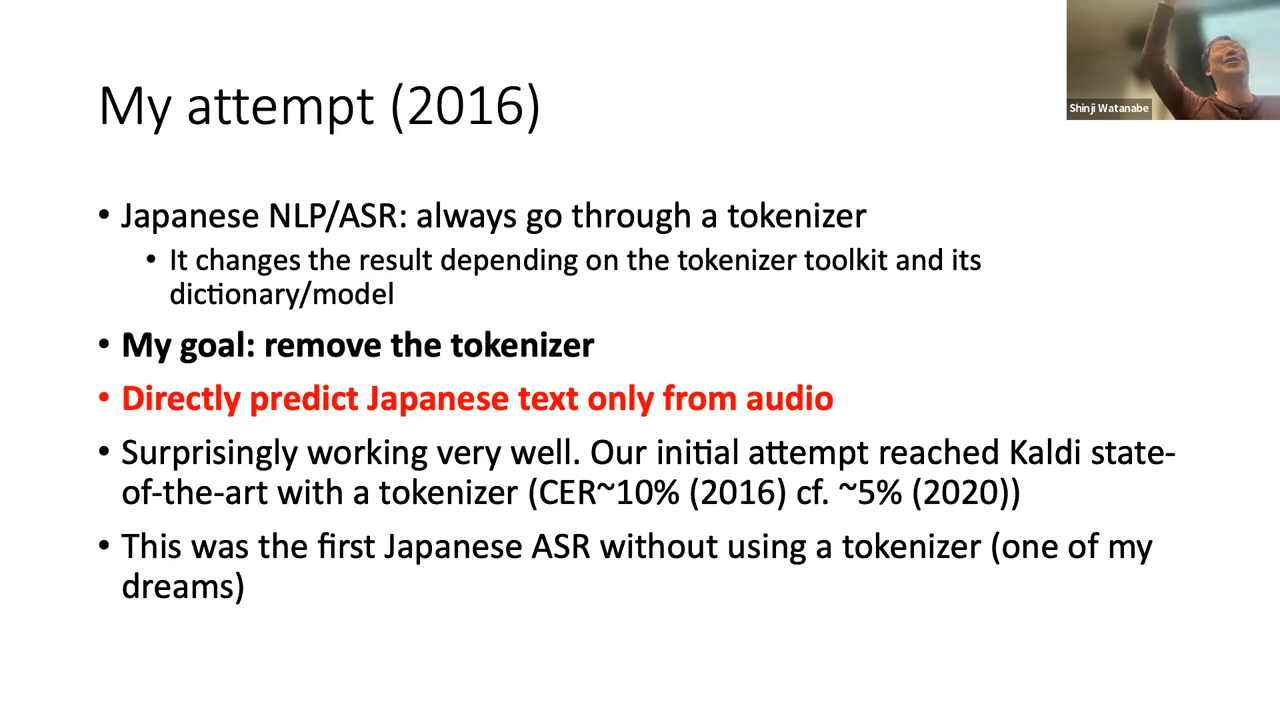 My attempt (2016)
Shinji Watanabe
• Japanese NLP/ASR: always go through a tokenizer
• It changes the result depending on the tokenizer toolkit and its
dictionary/model
• My goal: remove the tokenizer
• Directly predict Japanese text only from audio
• Surprisingly working very well. Our initial attempt reached Kaldi state-
of-the-art with a tokenizer (CER~10% (2016) cf. ~5% (2020))
• This was the first Japanese ASR without using a tokenizer (one of my
dreams)